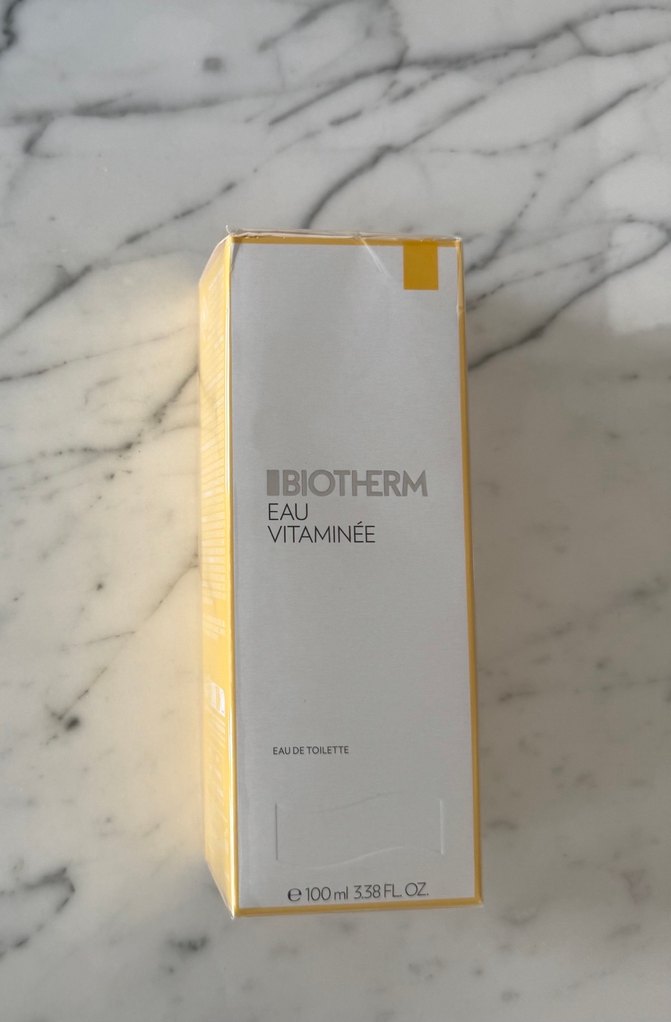 BIOTHERM
EAU
VITAMINÉE
EAU DE TOILETTE
℮ 100 ml 3.38 FL. OZ.